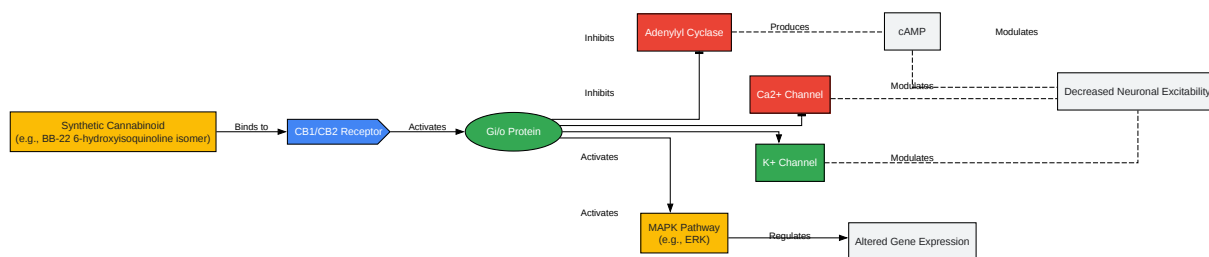 Inhibits
Adenylyl Cyclase
Produces
cAMP
Modulates
Inhibits
Ca2+ Channel
Modulates
Decreased Neuronal Excitability
Synthetic Cannabinoid
(e.g., BB-22 6-hydroxyisoquinoline isomer)
Binds to
CB1/CB2 Receptor
Activates
Gi/o Protein
Activates
K+ Channel
Modulates
Activates
MAPK Pathway
(e.g., ERK)
Regulates
Altered Gene Expression